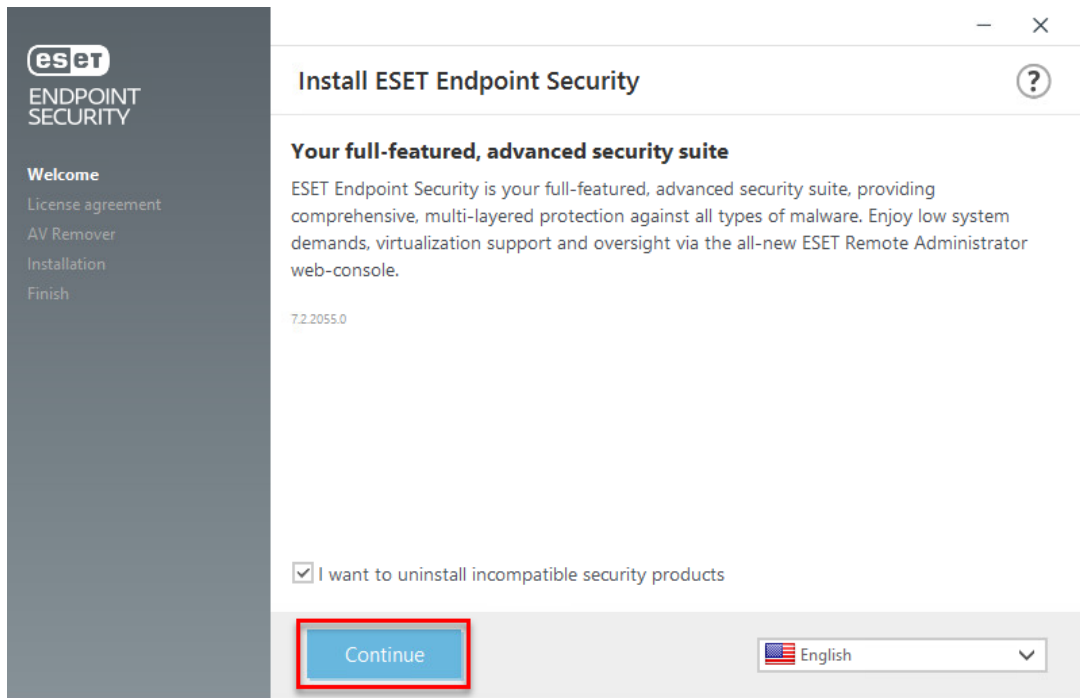 eset
ENDPOINT
SECURITY
Welcome
License agreement
AV Remover
Installation
Finish
Install ESET Endpoint Security
?
Your full-featured, advanced security suite
ESET Endpoint Security is your full-featured, advanced security suite, providing
comprehensive, multi-layered protection against all types of malware. Enjoy low system
demands, virtualization support and oversight via the all-new ESET Remote Administrator
web-console.
7.2.2055.0
I want to uninstall incompatible security products
Continue
English